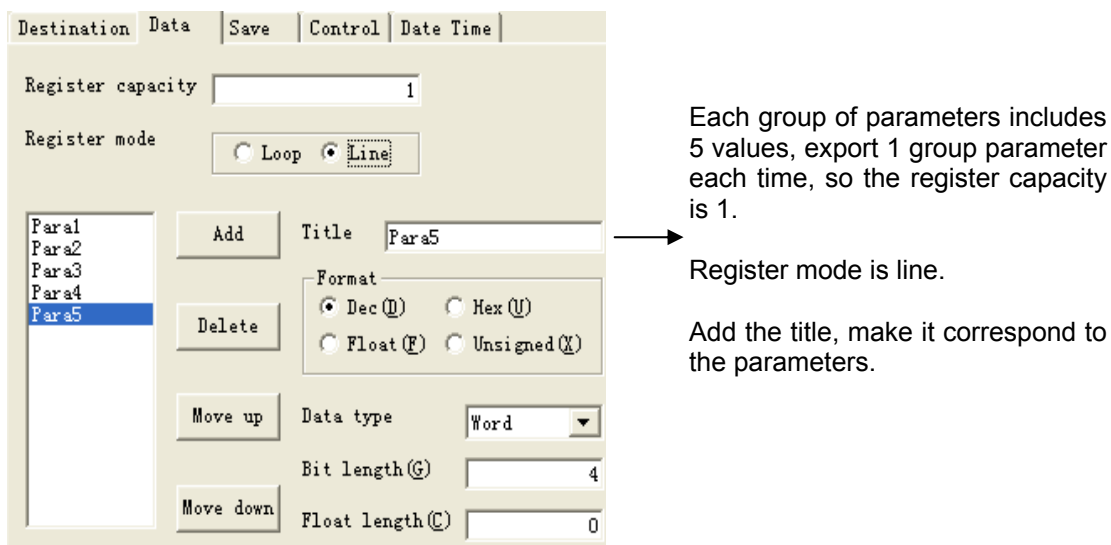 Destination Data Save Control Date Time
Register capacity 1
Register mode Loop Line
Para1
Para2
Para3
Para4
Para5
Add
Delete
Move up
Move down
Title Para5
Format
Dec(D) Hex(U)
Float(F) Unsigned(X)
Data type Word
Bit length(G) 4
Float length(C) 0
Each group of parameters includes
5 values, export 1 group parameter
each time, so the register capacity
is 1.
Register mode is line.
Add the title, make it correspond to
the parameters.